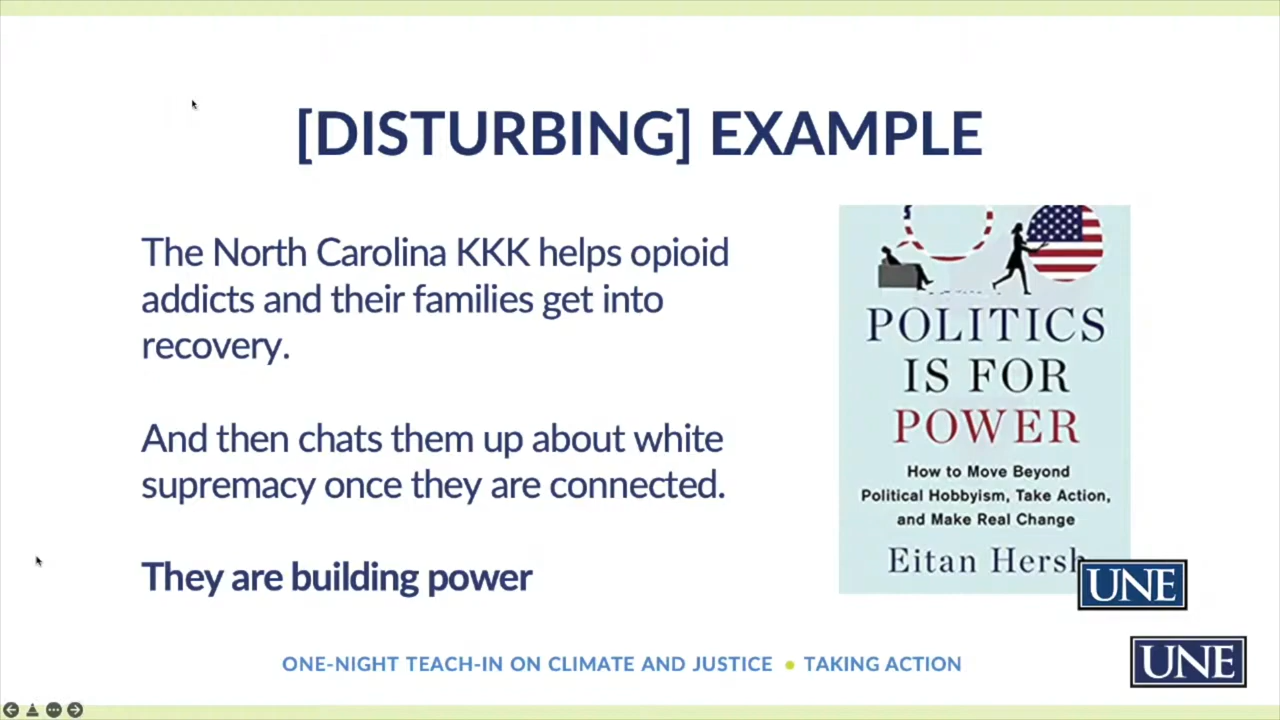 [DISTURBING] EXAMPLE
The North Carolina KKK helps opioid
addicts and their families get into
recovery.
And then chats them up about white
supremacy once they are connected.
They are building power
POLITICS
IS FOR
POWER
How to Move Beyond
Political Hobbyism, Take Action,
and Make Real Change
Eitan Hersh
UNE
ONE-NIGHT TEACH-IN ON CLIMATE AND JUSTICE • TAKING ACTION
UNE